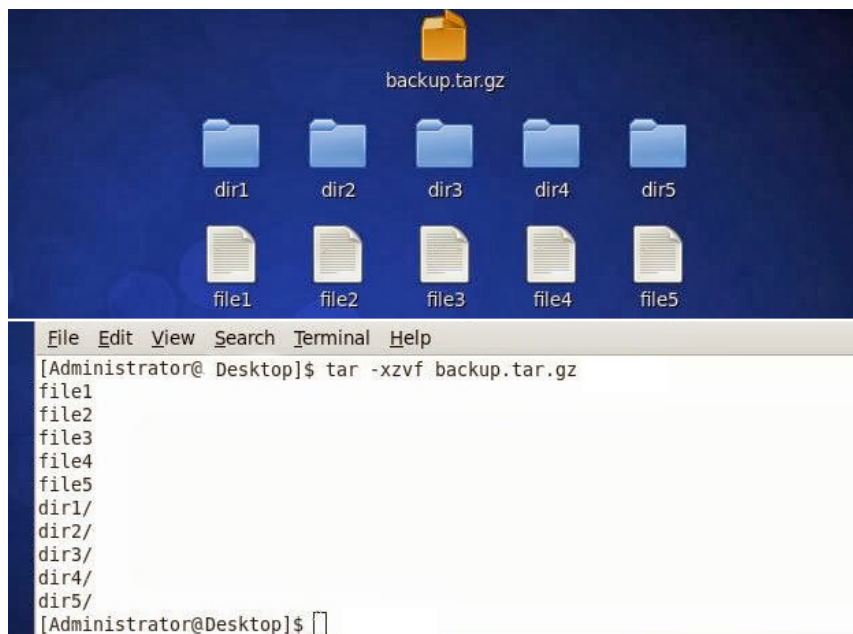 backup.tar.gz
dir1 dir2 dir3 dir4 dir5
file1 file2 file3 file4 file5
File Edit View Search Terminal Help
[Administrator@ Desktop]$ tar -xzvf backup.tar.gz
file1
file2
file3
file4
file5
dir1/
dir2/
dir3/
dir4/
dir5/
[Administrator@Desktop]$